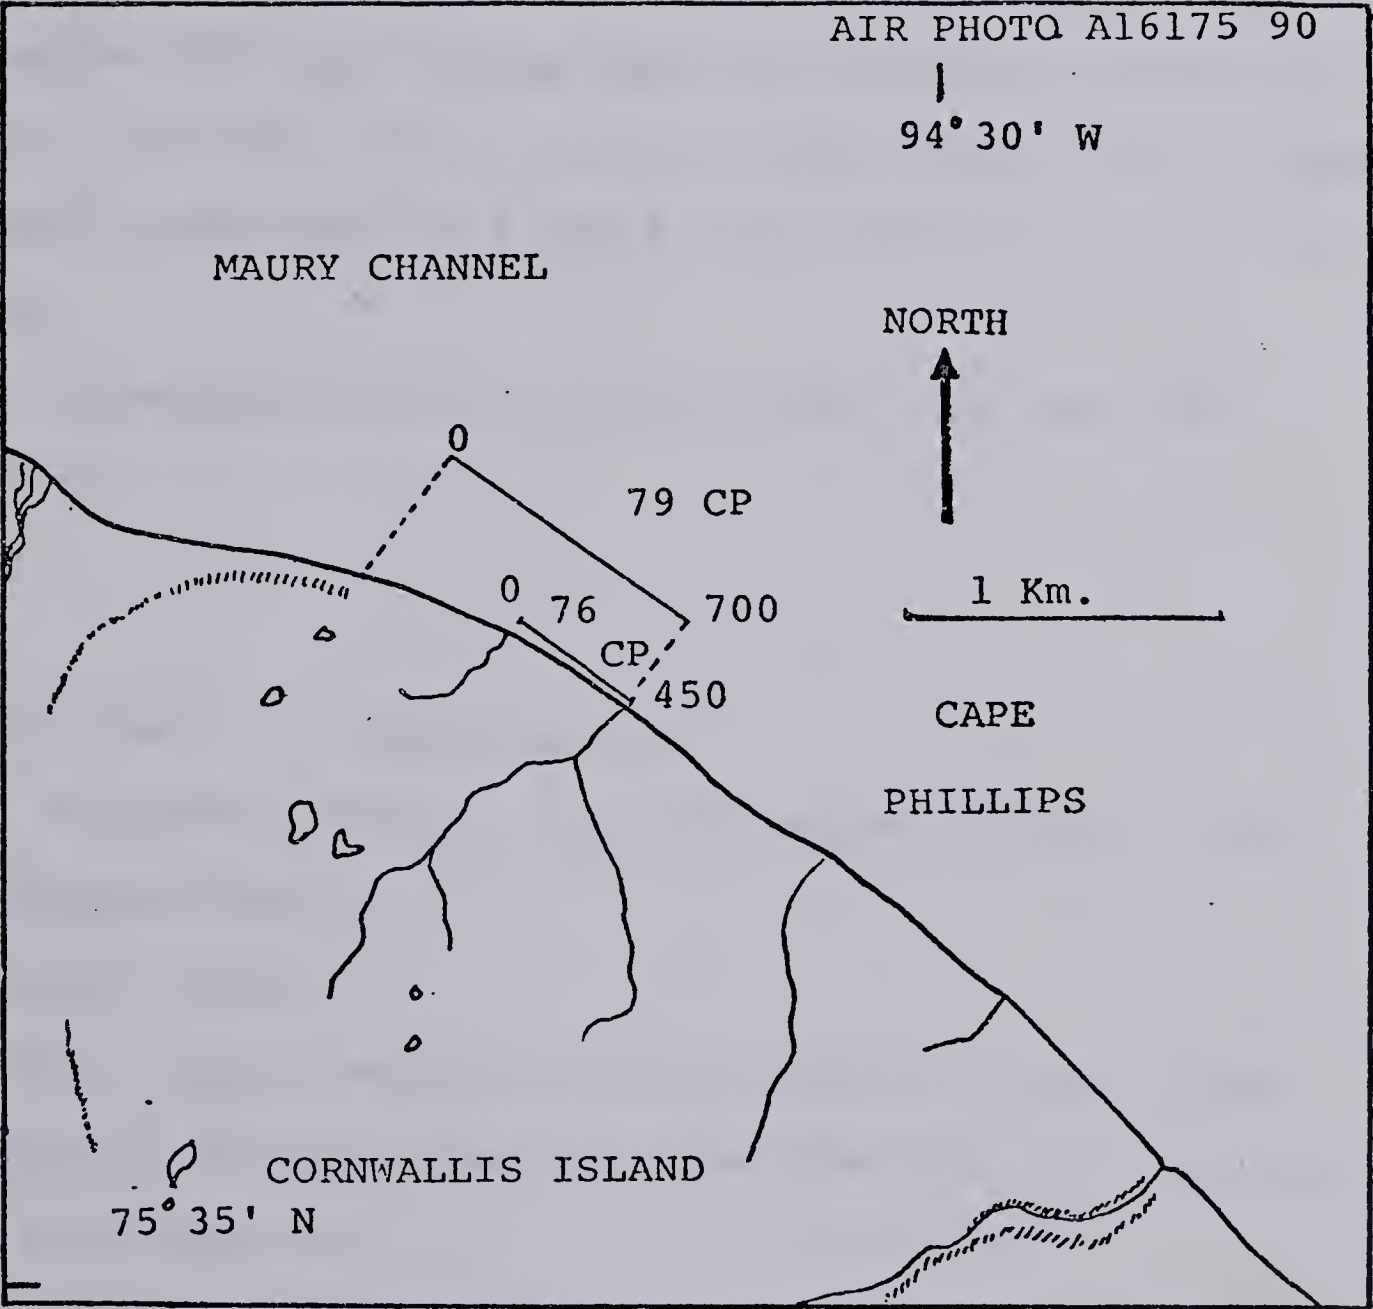 AIR PHOTO A16175 90
94° 30' W
MAURY CHANNEL
NORTH
0
79 CP
1 Km.
0
76
CP
700
450
CAPE
PHILLIPS
CORNWALLIS ISLAND
75° 35' N